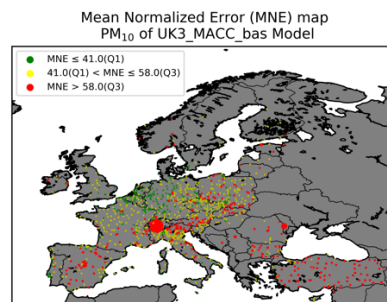 Mean Normalized Error (MNE) map
PM₁₀ of UK3_MACC_bas Model
MNE ≤ 41.0(Q1)
41.0(Q1) < MNE ≤ 58.0(Q3)
MNE > 58.0(Q3)